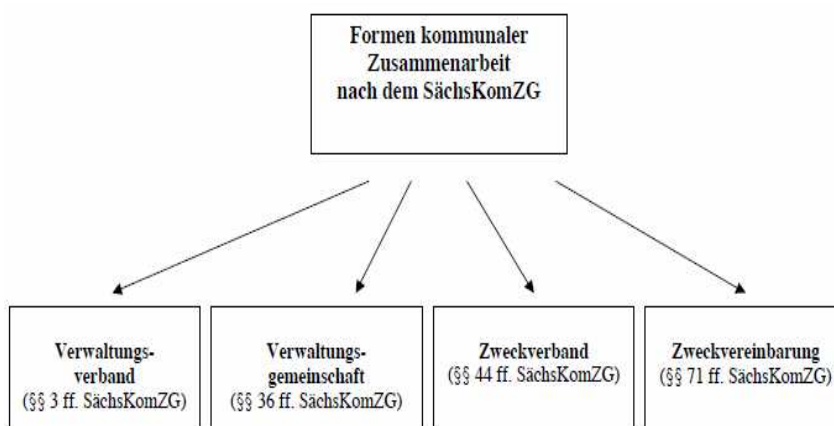 Formen kommunaler
Zusammenarbeit
nach dem SächsKomZG
Verwaltungs-
verband
(§§ 3 ff. SächsKomZG)
Verwaltungs-
gemeinschaft
(§§ 36 ff. SächsKomZG)
Zweckverband
(§§ 44 ff. SächsKomZG)
Zweckvereinbarung
(§§ 71 ff. SächsKomZG)